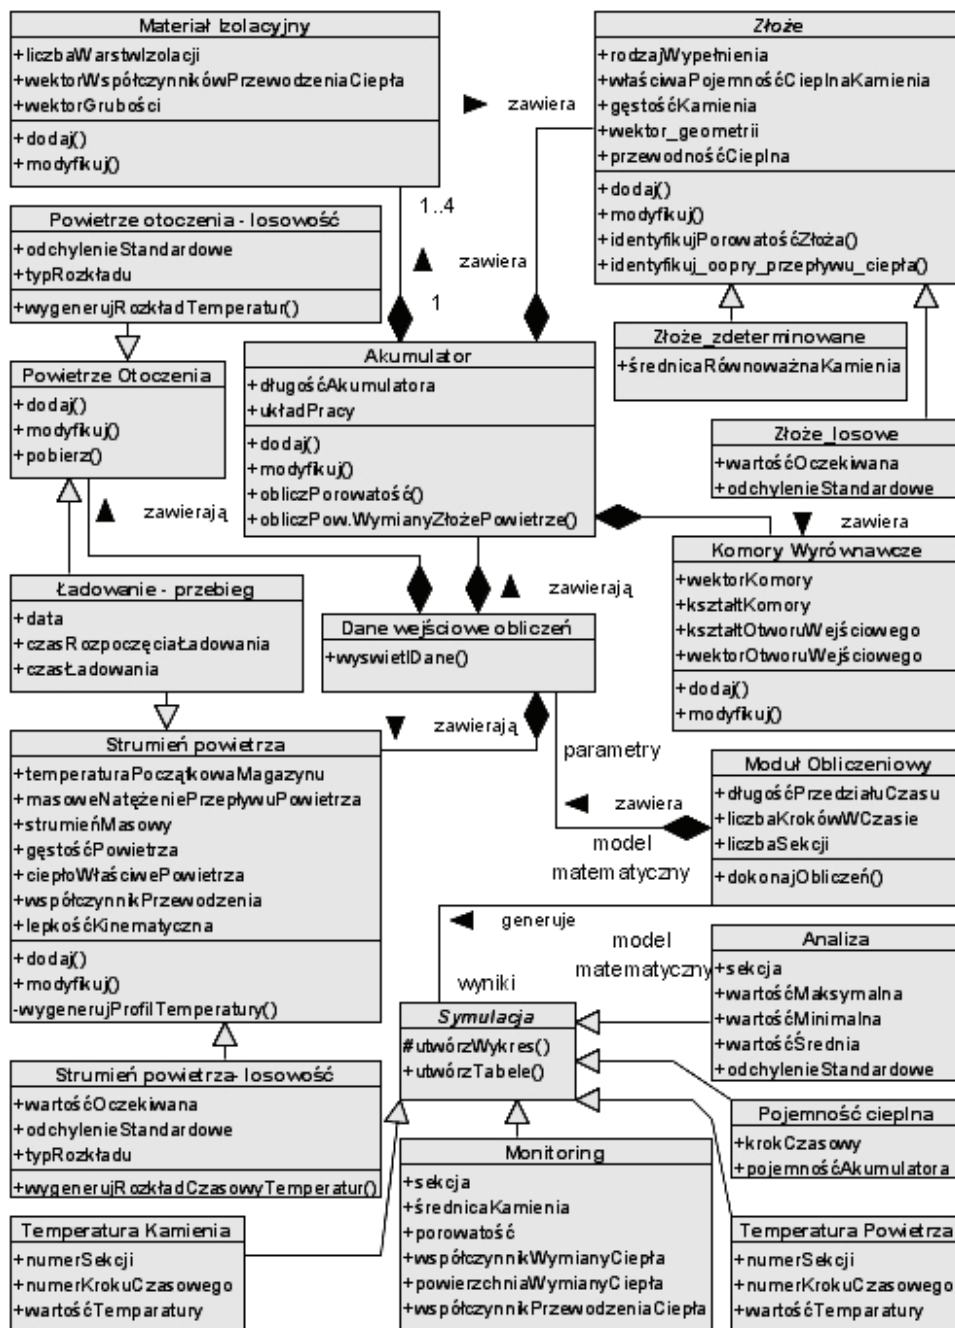 Materiał Izolacyjny
+liczbaWarstwIzolacji
+wektorWspółczynnikówPrzewodzeniaCiepła
+wektorGrubości
+dodaj()
+modyfikuj()
zawiera
Złoże
+rodzajWypełnienia
+właściwaPojemnośćCieplnaKamienia
+gęstośćKamienia
+wektor_geometrii
+przewodnośćCieplna
+dodaj()
+modyfikuj()
+identyfikujPorowatośćZłoża()
+identyfikuj_oopry_przepływu_ciepła()
1..4
zawiera
1
Powietrze otoczenia - losowość
+odchylenieStandardowe
+typRozkładu
+wygenerujRozkładTemperatur()
Złoże_zdeterminowane
+średnicaRównoważnaKamienia
Powietrze Otoczenia
+dodaj()
+modyfikuj()
+pobierz()
Akumulator
+długośćAkumulatora
+układPracy
+dodaj()
+modyfikuj()
+obliczPorowatość()
+obliczPow.WymianyZłożePowietrze()
Złoże_losowe
+wartośćOczekiwana
+odchylenieStandardowe
zawierają
zawiera
Komory Wyrównawcze
+wektorKomory
+kształtKomory
+kształtOtworuWejściowego
+wektorOtworuWejściowego
+dodaj()
+modyfikuj()
Ładowanie - przebieg
+data
+czasRozpoczęciaŁadowania
+czasŁadowania
zawierają
Dane wejściowe obliczeń
+wyswietlDane()
zawierają
parametry
Strumień powietrza
+temperaturaPoczątkowaMagazynu
+masoweNatężeniePrzepływuPowietrza
+strumieńMasowy
+gęstośćPowietrza
+ciepłoWłaściwePowietrza
+współczynnikPrzewodzenia
+lepkośćKinematyczna
+dodaj()
+modyfikuj()
-wygenerujProfilTemperatury()
Moduł Obliczeniowy
+długośćPrzedziałuCzasu
+liczbaKrokówWCzasie
+liczbaSekcji
+dokonajObliczeń()
zawiera
model
matematyczny
generuje
model
matematyczny
wyniki
Analiza
+sekcja
+wartośćMaksymalna
+wartośćMinimalna
+wartośćŚrednia
+odchylenieStandardowe
Symulacja
#utwórzWykres()
+utwórzTabele()
Strumień powietrza- losowość
+wartośćOczekiwana
+odchylenieStandardowe
+typRozkładu
+wygenerujRozkładCzasowyTemperatur()
Pojemność cieplna
+krokCzasowy
+pojemnośćAkumulatora
Monitoring
+sekcja
+średnicaKamienia
+porowatość
+współczynnikWymianyCiepła
+powierzchniaWymianyCiepła
+współczynnikPrzewodzeniaCiepła
Temperatura Kamienia
+numerSekcji
+numerKrokuCzasowego
+wartośćTemparatury
Temperatura Powietrza
+numerSekcji
+numerKrokuCzasowego
+wartośćTemparatury